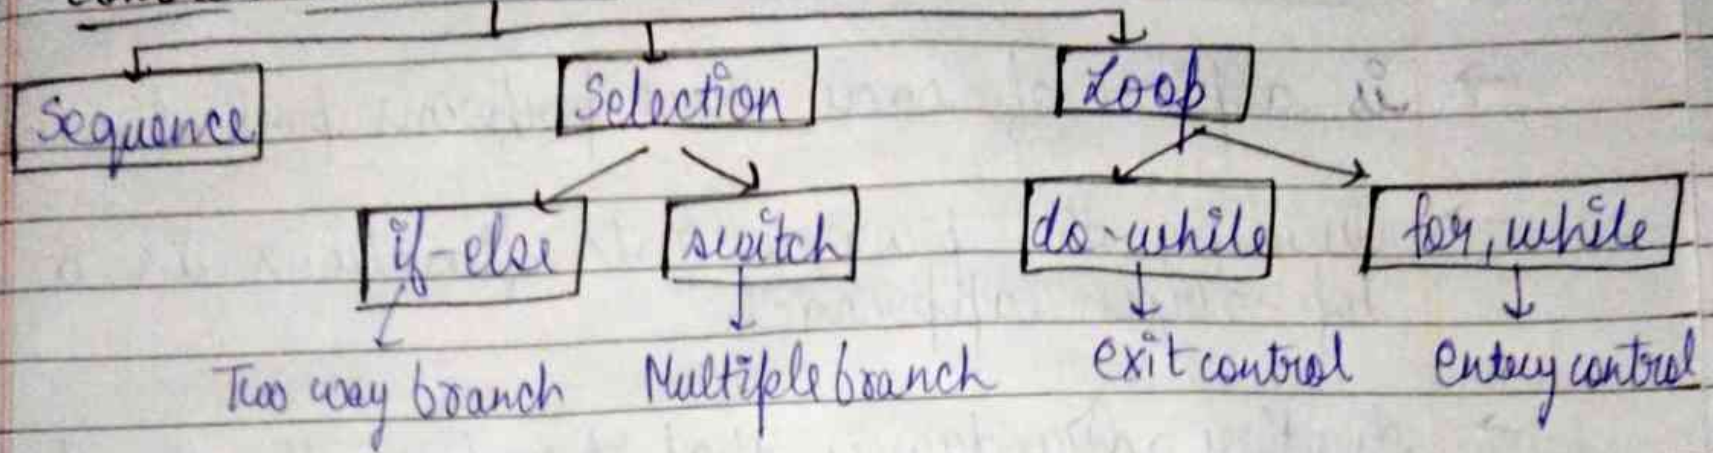 Sequence Selection Loop
if-else switch do-while for, while
Two way branch Multiple branch exit control entry control